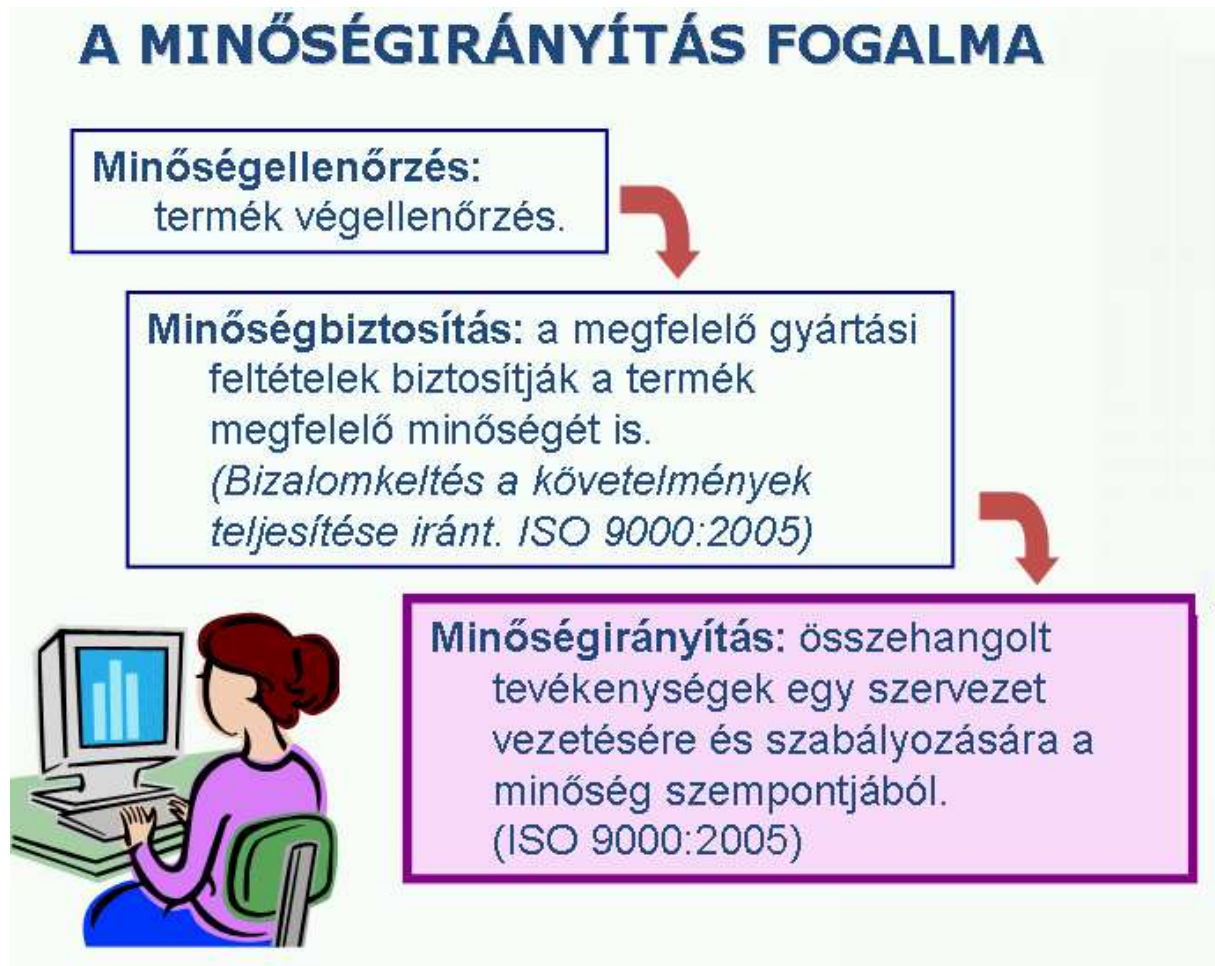 A MINŐSÉGIRÁNYÍTÁS FOGALMA
Minőségellenőrzés:
termék végellenőrzés.
Minőségbiztosítás: a megfelelő gyártási
feltételek biztosítják a termék
megfelelő minőségét is.
(Bizalomkeltés a követelmények
teljesítése iránt. ISO 9000:2005)
Minőségirányítás: összehangolt
tevékenységek egy szervezet
vezetésére és szabályozására a
minőség szempontjából.
(ISO 9000:2005)